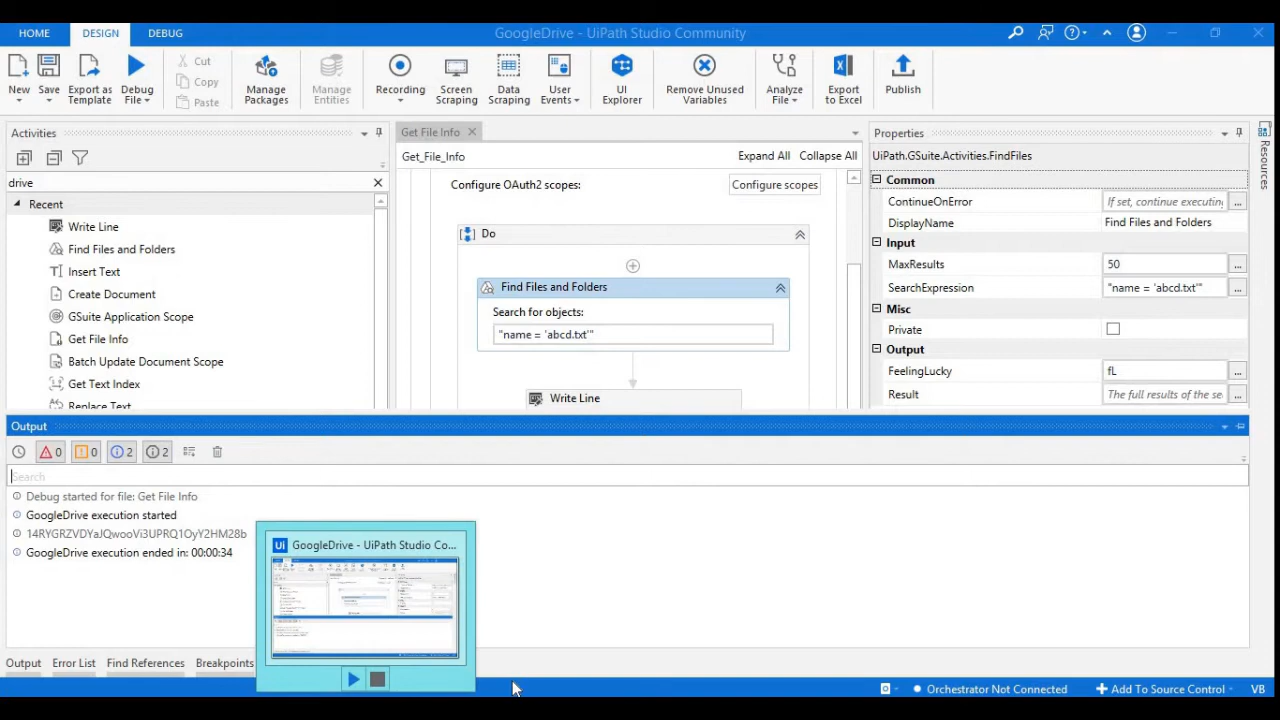 HOME
DESIGN
DEBUG
GoogleDrive - UiPath Studio Community
New
Save
Export as Template
Debug File
Cut
Copy
Paste
Manage Packages
Manage Entities
Recording
Screen Scraping
Data Scraping
User Events
UI Explorer
Remove Unused Variables
Analyze File
Export to Excel
Publish
Activities
drive
Recent
Write Line
Find Files and Folders
Insert Text
Create Document
GSuite Application Scope
Get File Info
Batch Update Document Scope
Get Text Index
Replace Text
Get File Info
Get_File_Info
Expand All
Collapse All
Configure OAuth2 scopes:
Configure scopes
Do
Find Files and Folders
Search for objects:
"name = 'abcd.txt'"
Write Line
Properties
UiPath.GSuite.Activities.FindFiles
Common
ContinueOnError
If set, continue executing
...
DisplayName
Find Files and Folders
Input
MaxResults
50
...
SearchExpression
"name = 'abcd.txt'"
...
Misc
Private
Output
FeelingLucky
fL
...
Result
The full results of the se
...
Resources
Output
0
0
2
2
Search
Debug started for file: Get File Info
GoogleDrive execution started
14RYGRZVDYaJQwooVi3UPRQ1OyY2HM28b
GoogleDrive execution ended in: 00:00:34
Ui GoogleDrive - UiPath Studio Co...
Output
Error List
Find References
Breakpoints
Orchestrator Not Connected
Add To Source Control
VB